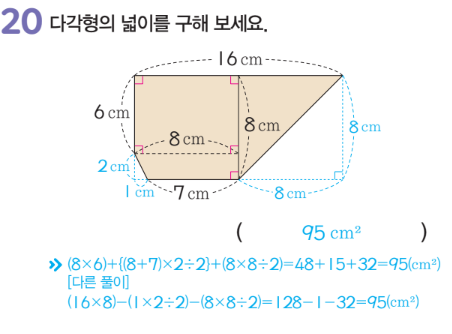 20 다각형의 넓이를 구해 보세요.
16 cm
6 cm
8 cm
8 cm
8 cm
2 cm
1 cm
7 cm
8 cm
( 95 cm² )
» (8×6)+{(8+7)×2÷2}+(8×8÷2)=48+15+32=95(cm²)
[다른 풀이]
(16×8)−(1×2÷2)−(8×8÷2)=128−1−32=95(cm²)